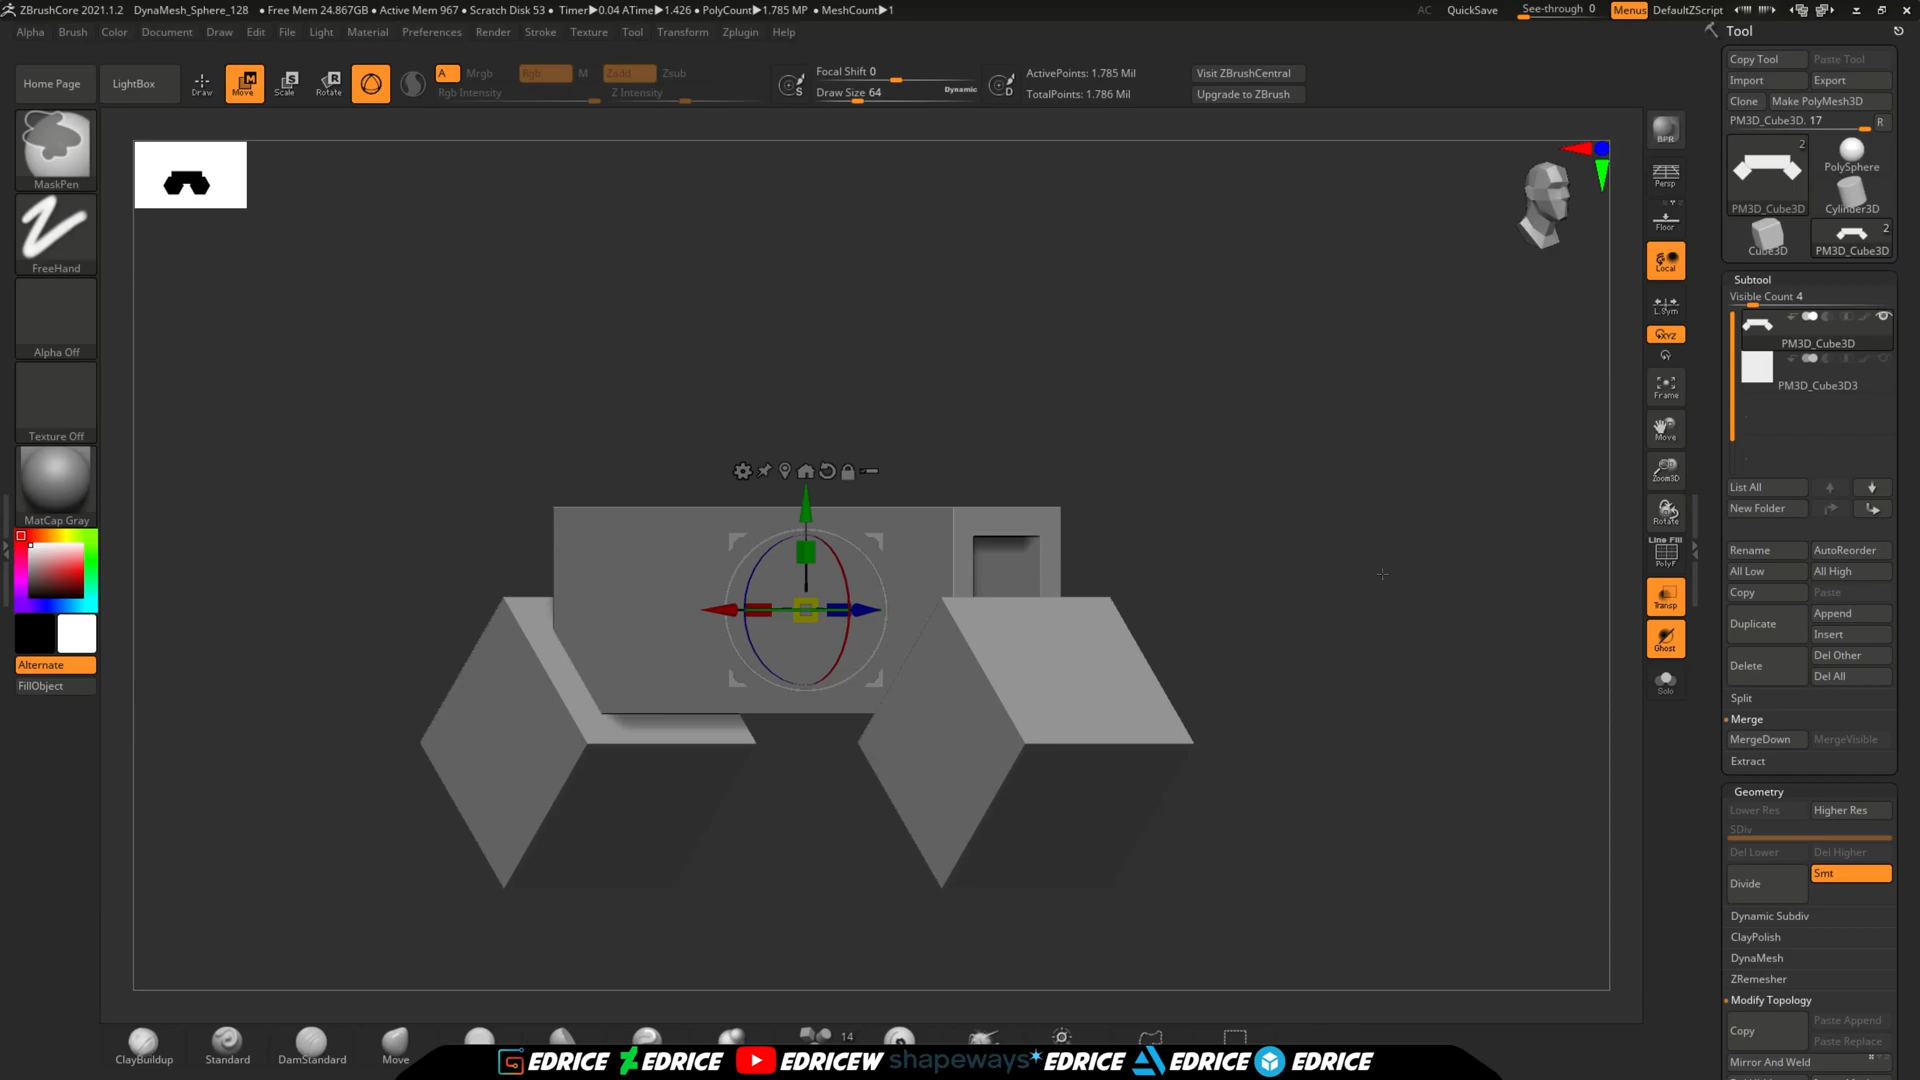 ZBrushCore 2021.1.2 DynaMesh_Sphere_128 • Free Mem 24.867GB • Active Mem 967 • Scratch Disk 53 • Timer▶0.04 ATime▶1.426 • PolyCount▶1.785 MP • MeshCount▶1 AC QuickSave See-through 0 Menus DefaultZScript
Alpha Brush Color Document Draw Edit File Light Macro Material Preferences Render Stroke Texture Tool Transform Zplugin Help
Tool
Copy Tool Paste Tool
Import Export
Clone Make PolyMesh3D
PM3D_Cube3D. 17 R
Home Page LightBox Draw Move Scale Rotate
A Mrgb Rgb M Zadd Zsub
Rgb Intensity Z Intensity
Focal Shift 0
Draw Size 64 Dynamic
S D
ActivePoints: 1.785 Mil
TotalPoints: 1.786 Mil
Visit ZBrushCentral
Upgrade to ZBrush
MaskPen
FreeHand
Alpha Off
Texture Off
MatCap Gray
Alternate
FillObject
BPR
Persp
Floor
Local
L.Sym
XYZ
Frame
Move
Zoom3D
Rotate
Line Fill
PolyF
Transp
Ghost
Solo
2
PM3D_Cube3D
PolySphere
Cylinder3D
Cube3D
2
PM3D_Cube3D
Subtool
Visible Count 4
PM3D_Cube3D
PM3D_Cube3D3
List All
New Folder
Rename AutoReorder
All Low All High
Copy Paste
Duplicate Append
Insert
Delete Del Other
Del All
Split
Merge
MergeDown MergeVisible
Extract
Geometry
Lower Res Higher Res
SDiv
Del Lower Del Higher
Divide Smt
Dynamic Subdiv
ClayPolish
DynaMesh
ZRemesher
Modify Topology
Copy Paste Append
Paste Replace
Mirror And Weld
ClayBuildup Standard DamStandard Move 14
EDRICE EDRICE EDRICEW shapeways* EDRICE EDRICE EDRICE